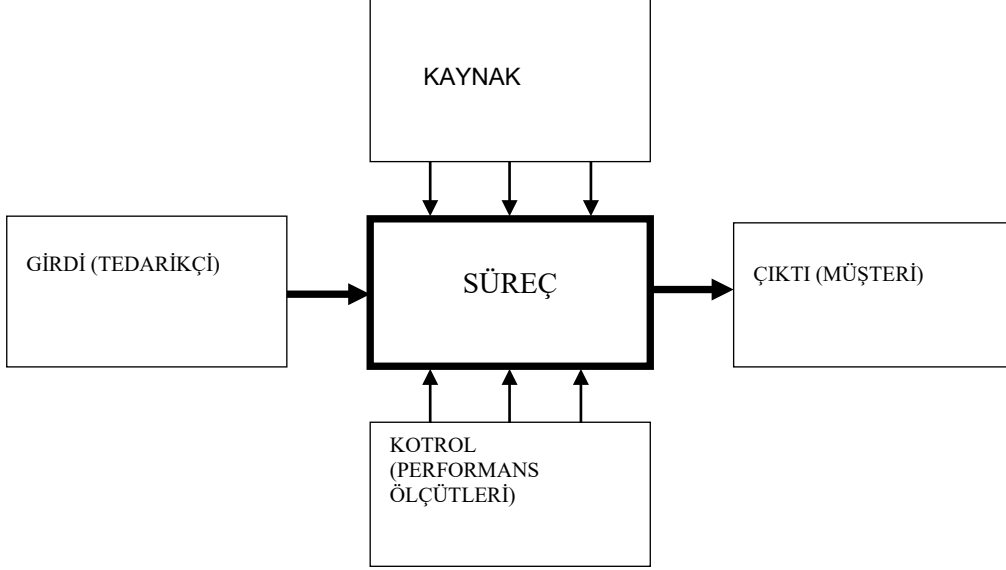 KAYNAK
GİRDİ (TEDARİKÇİ)
SÜREÇ
ÇIKTI (MÜŞTERİ)
KOTROL
(PERFORMANS
ÖLÇÜTLERİ)